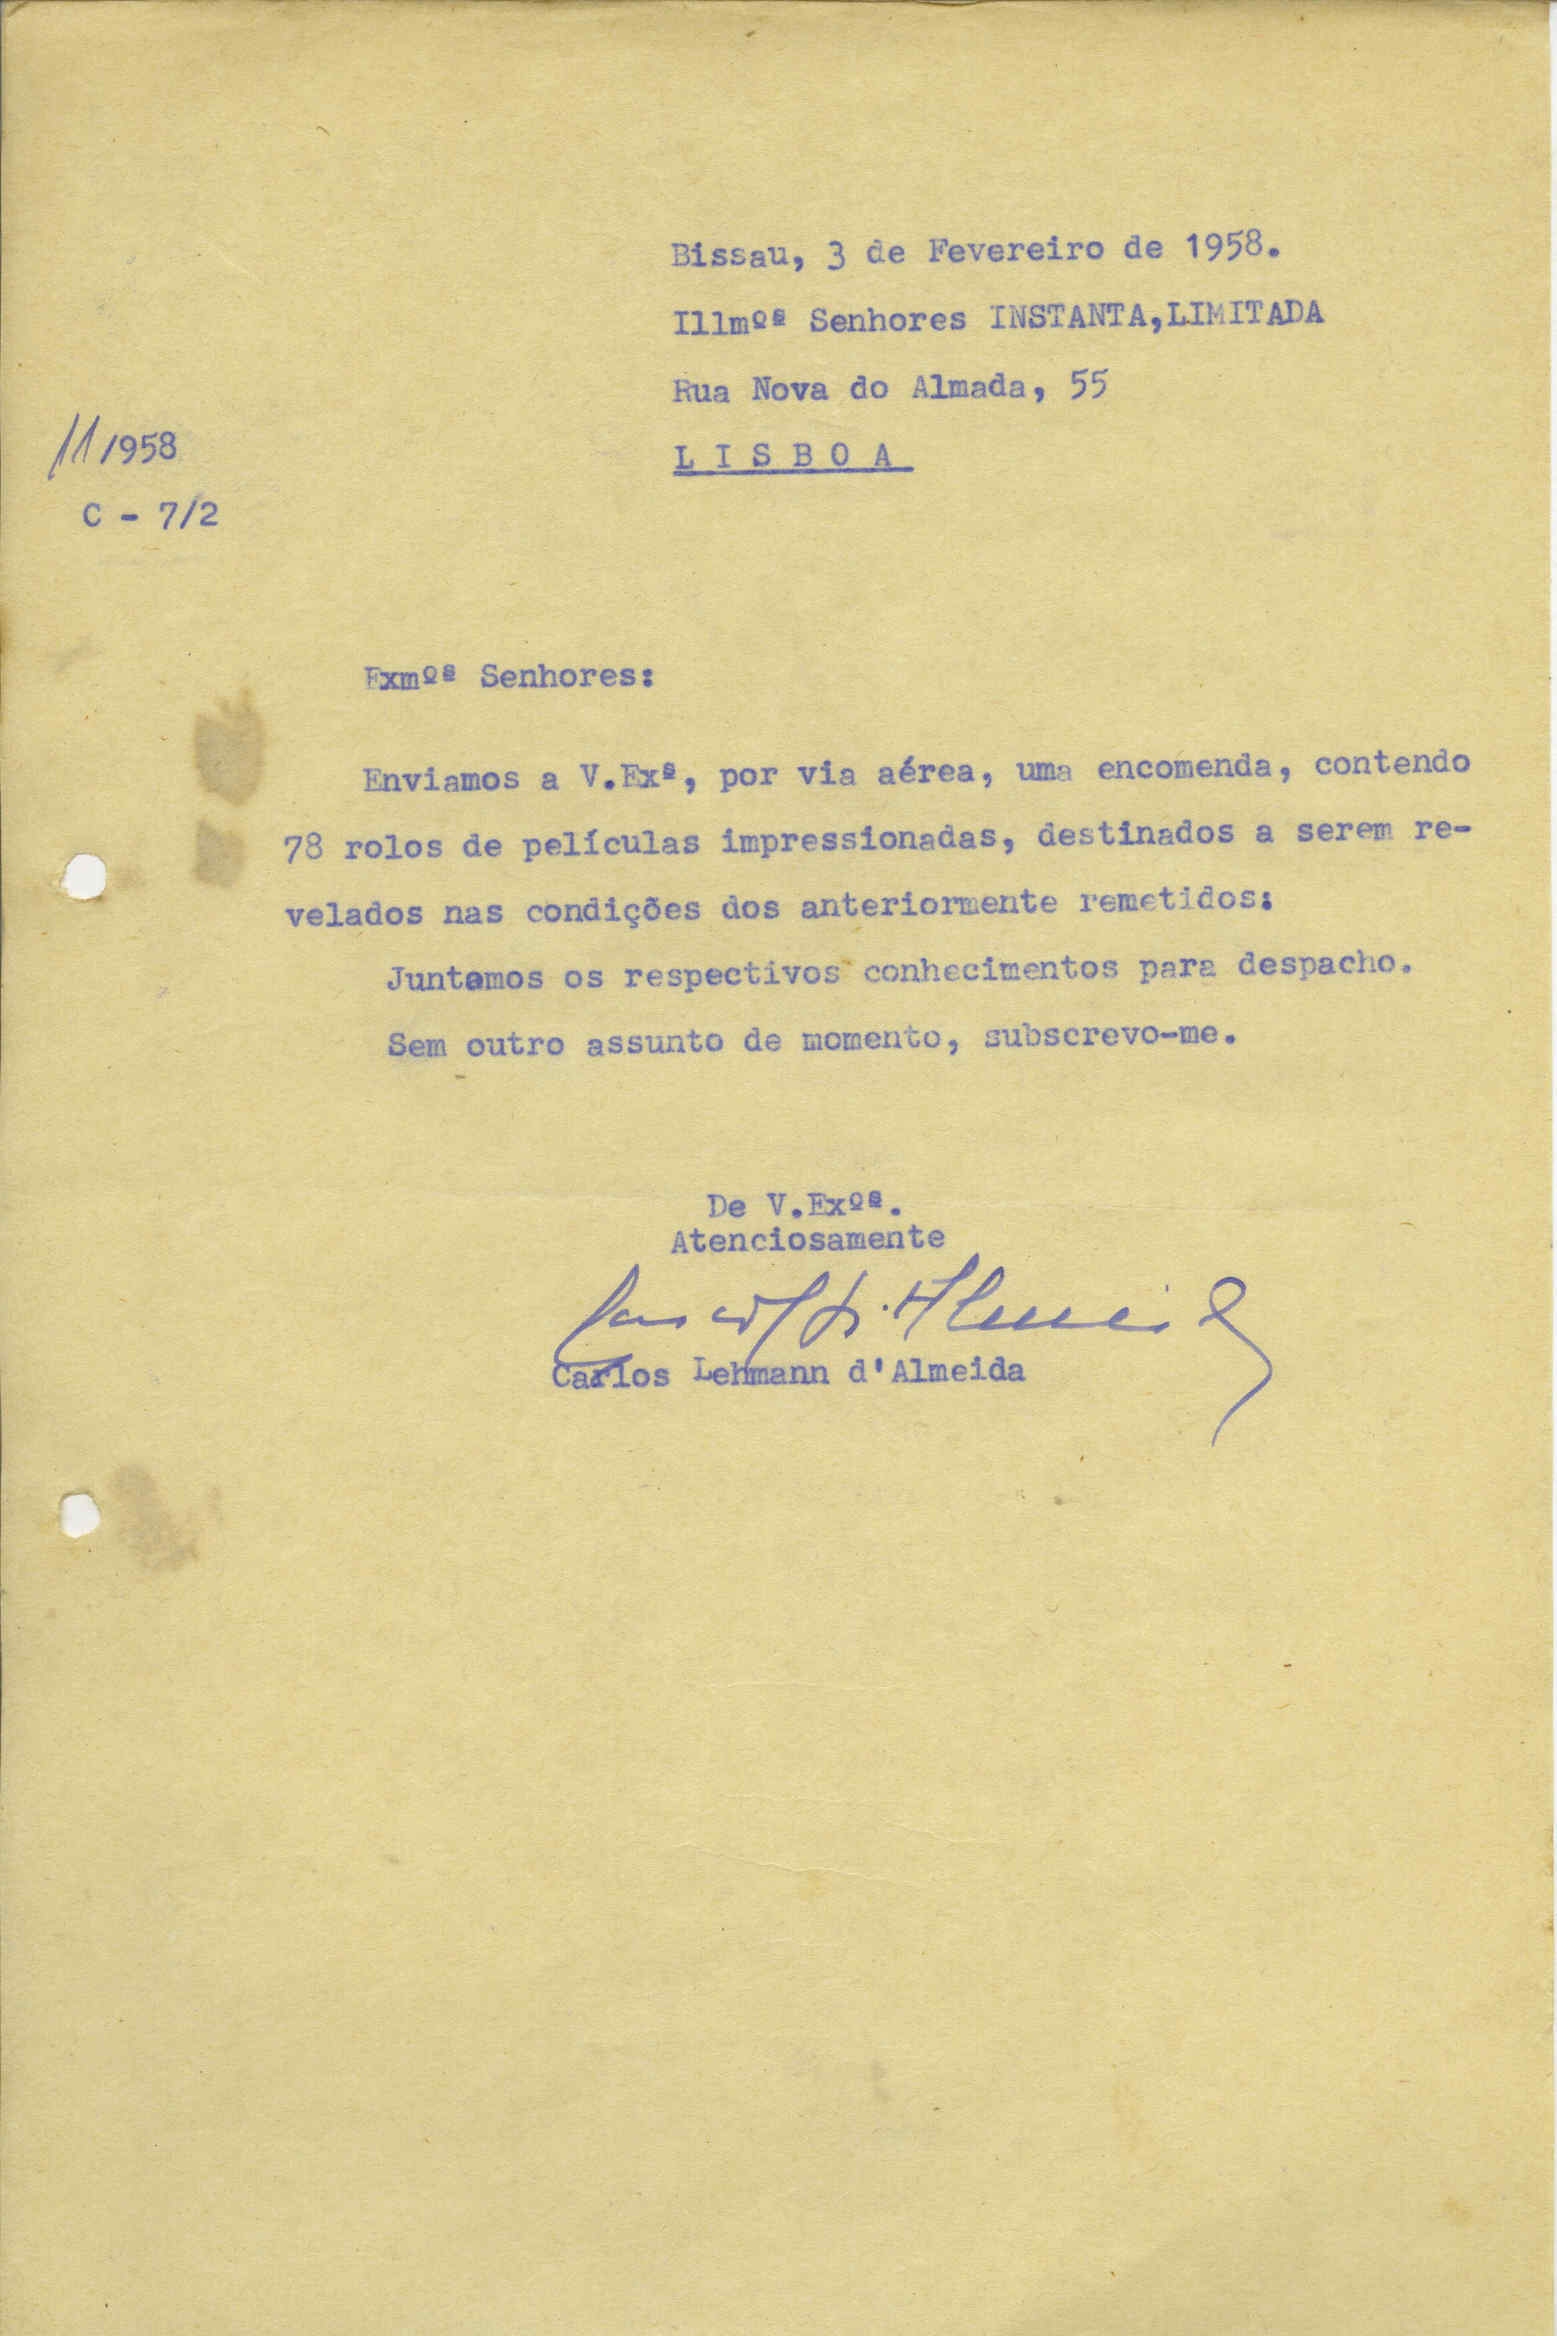 Bissau, 3 de Fevereiro de 1958.
Illmºˢ Senhores INSTANTA,LIMITADA
Rua Nova do Almada, 55
L I S B O A
11/1958
C - 7/2
Exmºˢ Senhores:
Enviamos a V.Exª, por via aérea, uma encomenda, contendo
78 rolos de películas impressionadas, destinados a serem re-
velados nas condições dos anteriormente remetidos:
Juntamos os respectivos conhecimentos para despacho.
Sem outro assunto de momento, subscrevo-me.
De V.Exºˢ.
Atenciosamente
Carlos Lehmann d'Almeida